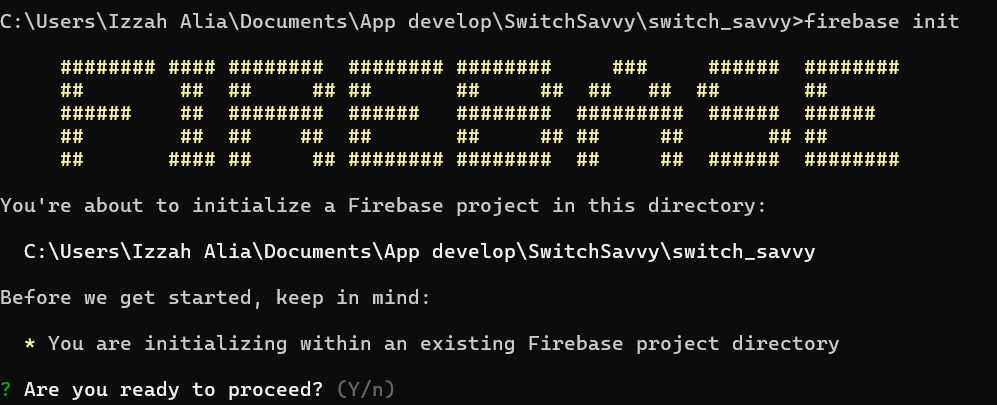 C:\Users\Izzah Alia\Documents\App develop\SwitchSavvy\switch_savvy>firebase init
FIREBASE
You're about to initialize a Firebase project in this directory:
C:\Users\Izzah Alia\Documents\App develop\SwitchSavvy\switch_savvy
Before we get started, keep in mind:
* You are initializing within an existing Firebase project directory
? Are you ready to proceed? (Y/n)